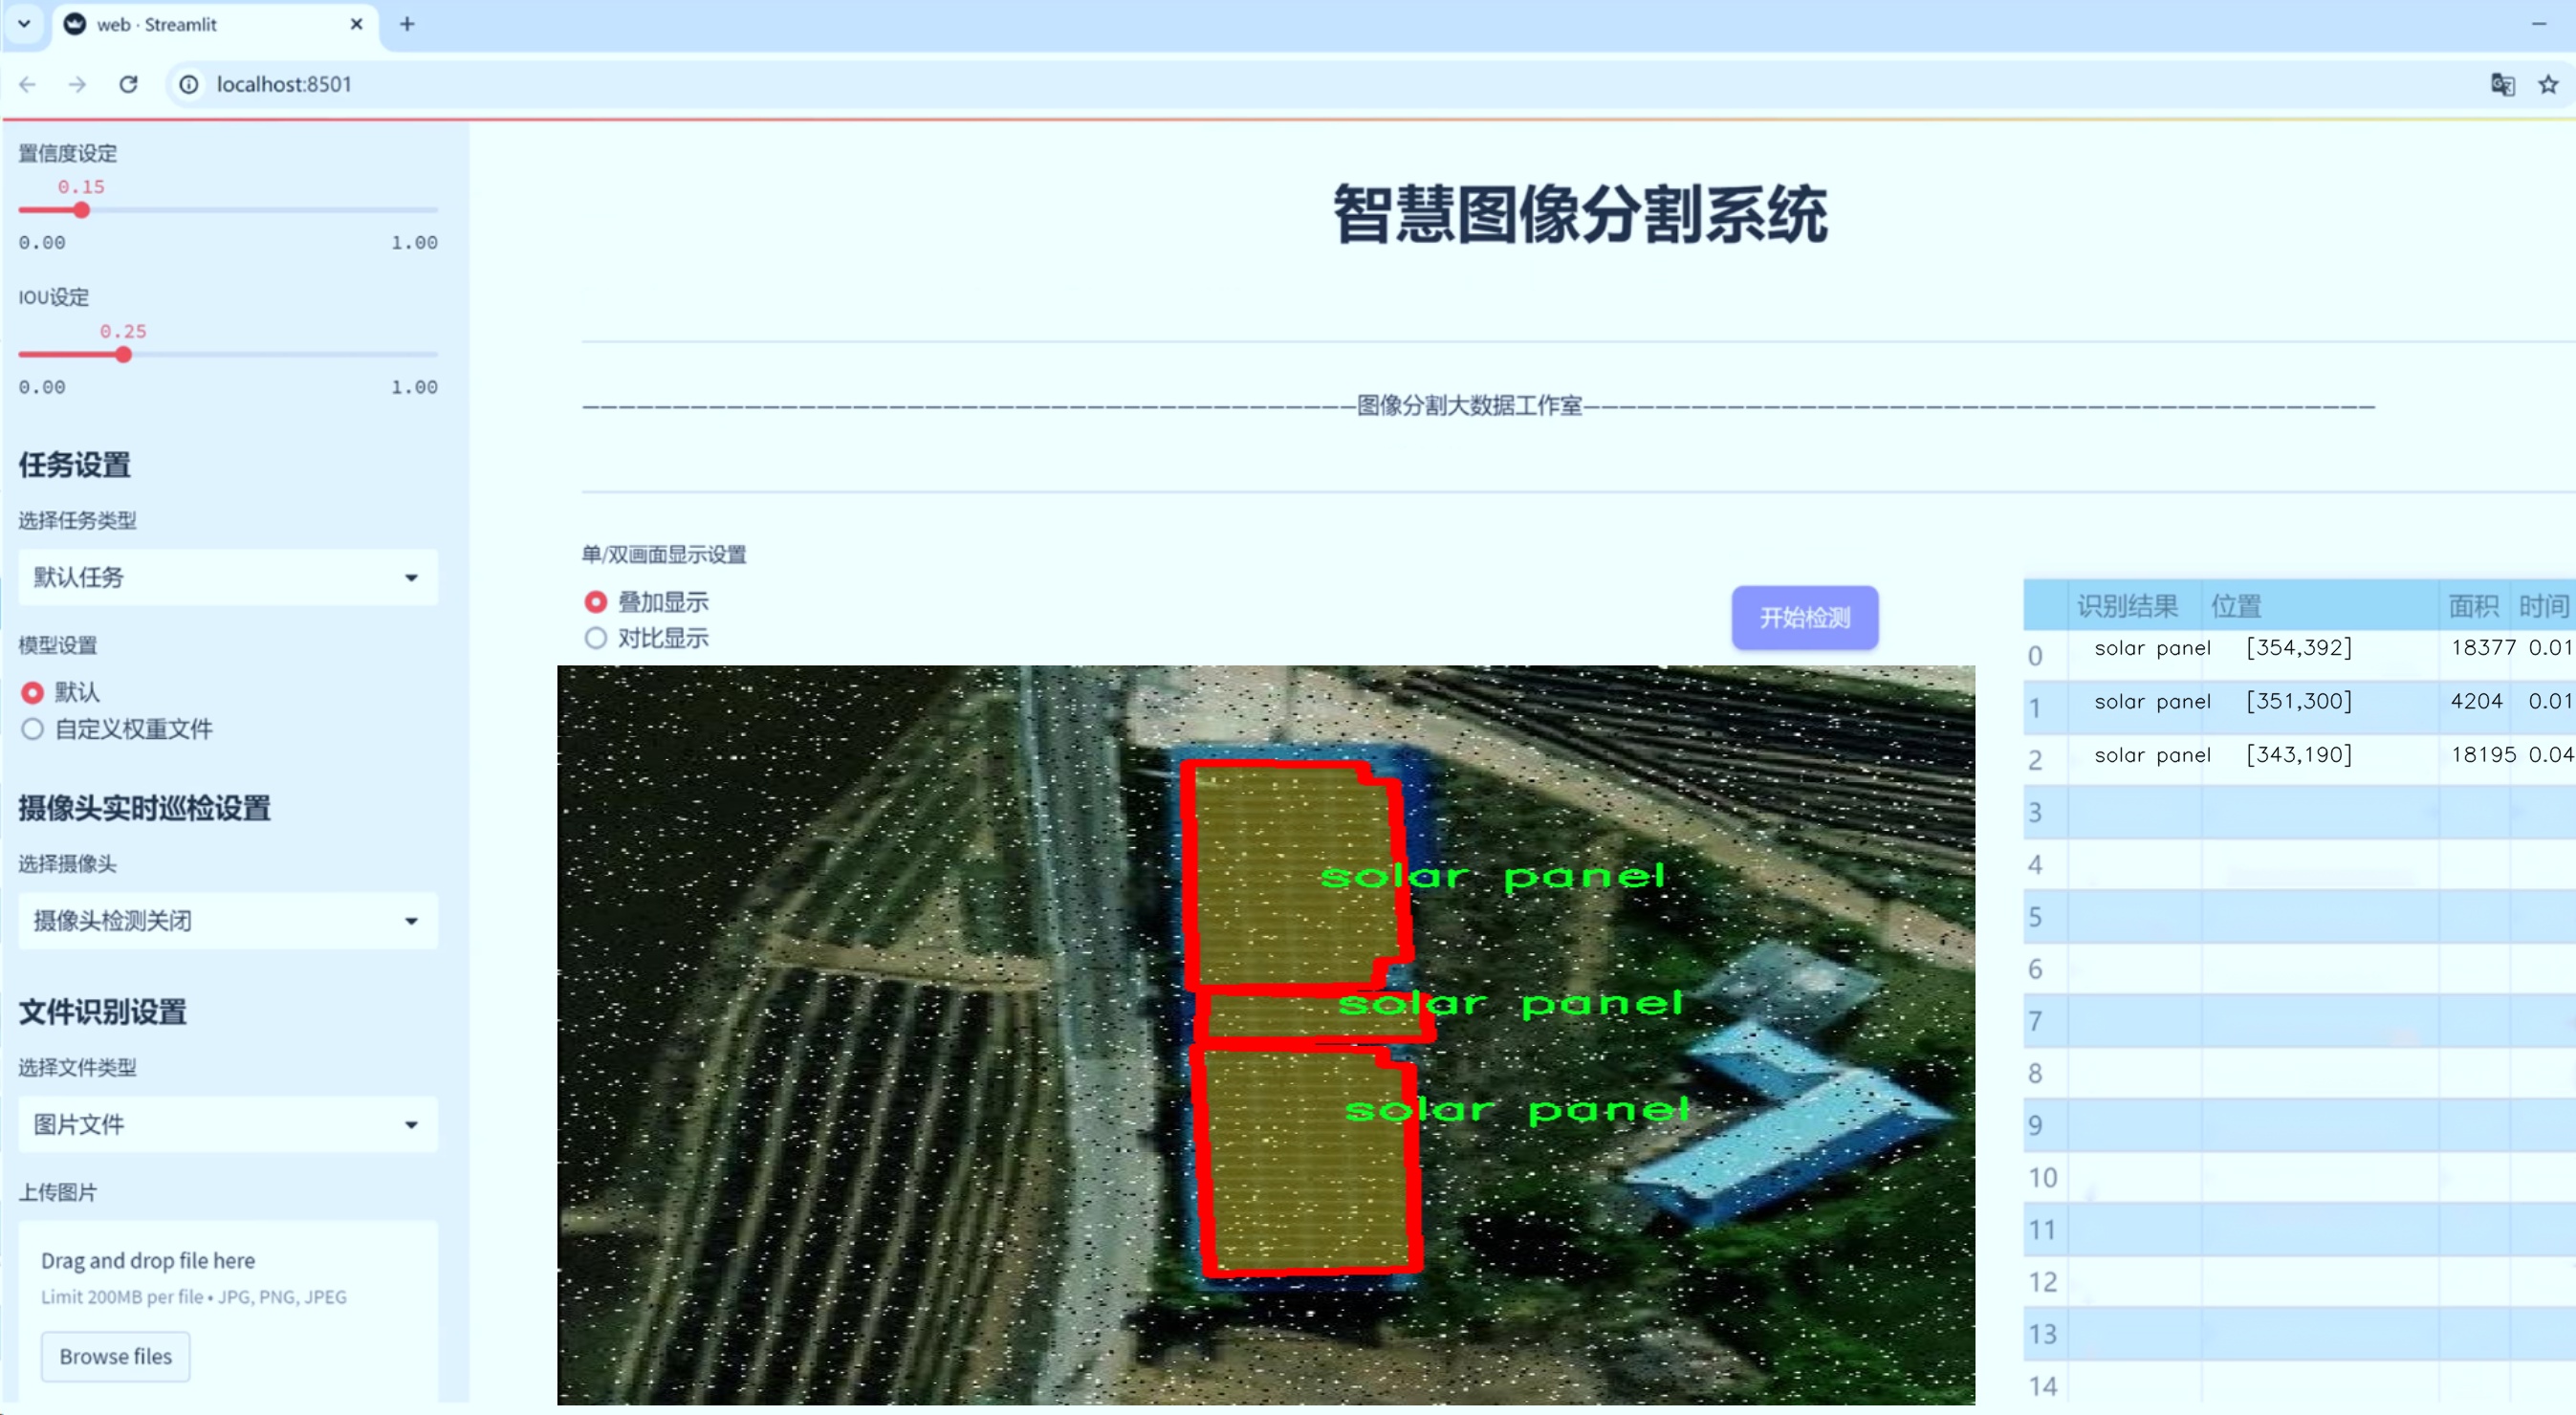 web · Streamlit
localhost:8501
置信度设定
0.15
0.00 1.00
IOU设定
0.25
0.00 1.00
任务设置
选择任务类型
默认任务
模型设置
默认
自定义权重文件
摄像头实时巡检设置
选择摄像头
摄像头检测关闭
文件识别设置
选择文件类型
图片文件
上传图片
Drag and drop file here
Limit 200MB per file • JPG, PNG, JPEG
Browse files
智慧图像分割系统
———————————————————————————————————————————图像分割大数据工作室————————————————————————————————————————————
单/双画面显示设置
叠加显示
对比显示
开始检测
solar panel
solar panel
solar panel
识别结果 位置 面积 时间
0 solar panel [354,392] 18377 0.01
1 solar panel [351,300] 4204 0.01
2 solar panel [343,190] 18195 0.04
3
4
5
6
7
8
9
10
11
12
13
14